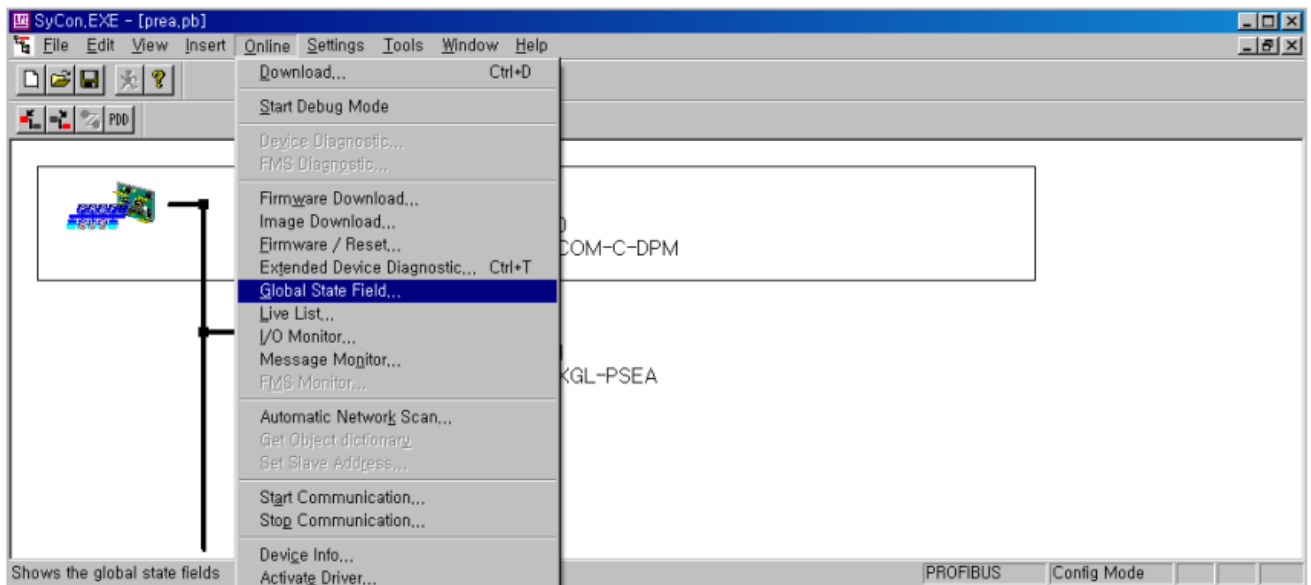 SyCon.EXE - [prea.pb]
File Edit View Insert Online Settings Tools Window Help
Download... Ctrl+D
Start Debug Mode
PDD
Device Diagnostic...
FMS Diagnostic...
Firmware Download...
Image Download...
Firmware / Reset...
COM-C-DPM
Extended Device Diagnostic... Ctrl+T
Global State Field...
Live List...
I/O Monitor...
Message Monitor...
XGL-PSEA
FMS Monitor...
Automatic Network Scan...
Get Object dictionary
Set Slave Address...
Start Communication...
Stop Communication...
Device Info...
Activate Driver...
Shows the global state fields PROFIBUS Config Mode